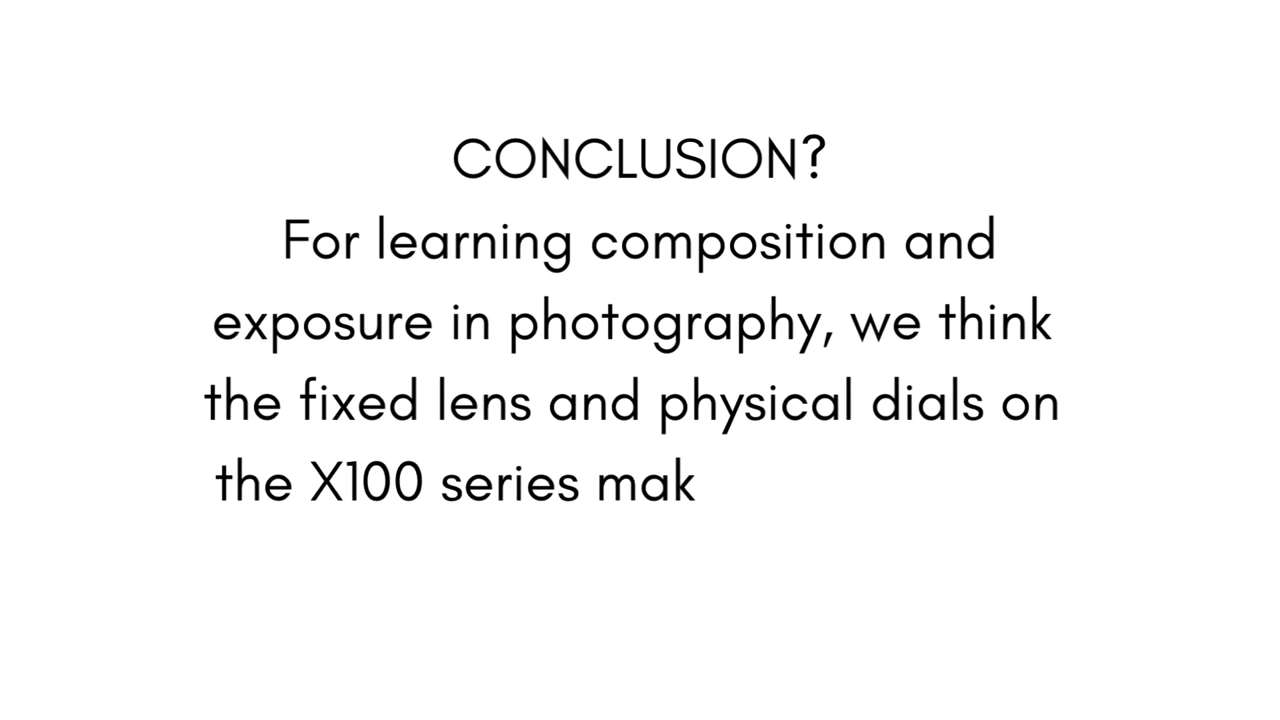 CONCLUSION?
For learning composition and
exposure in photography, we think
the fixed lens and physical dials on
the X100 series mak